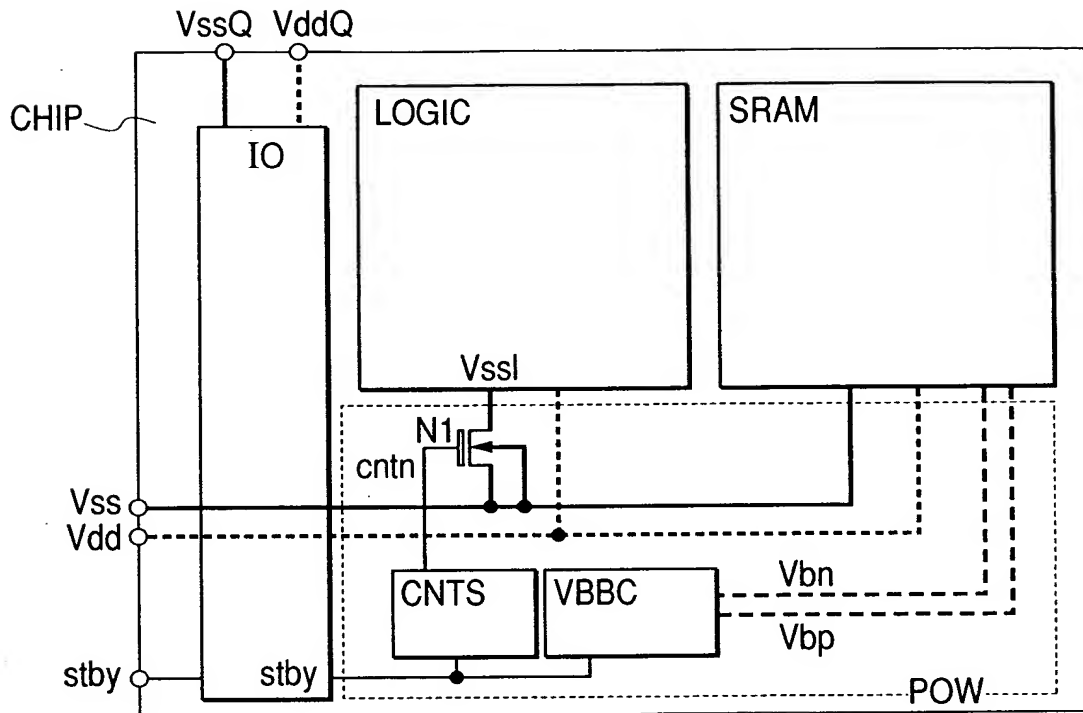 VssQ VddQ
CHIP
IO
LOGIC
SRAM
Vssl
N1
cntn
Vss
Vdd
CNTS
VBBC
Vbn
Vbp
stby
stby
POW